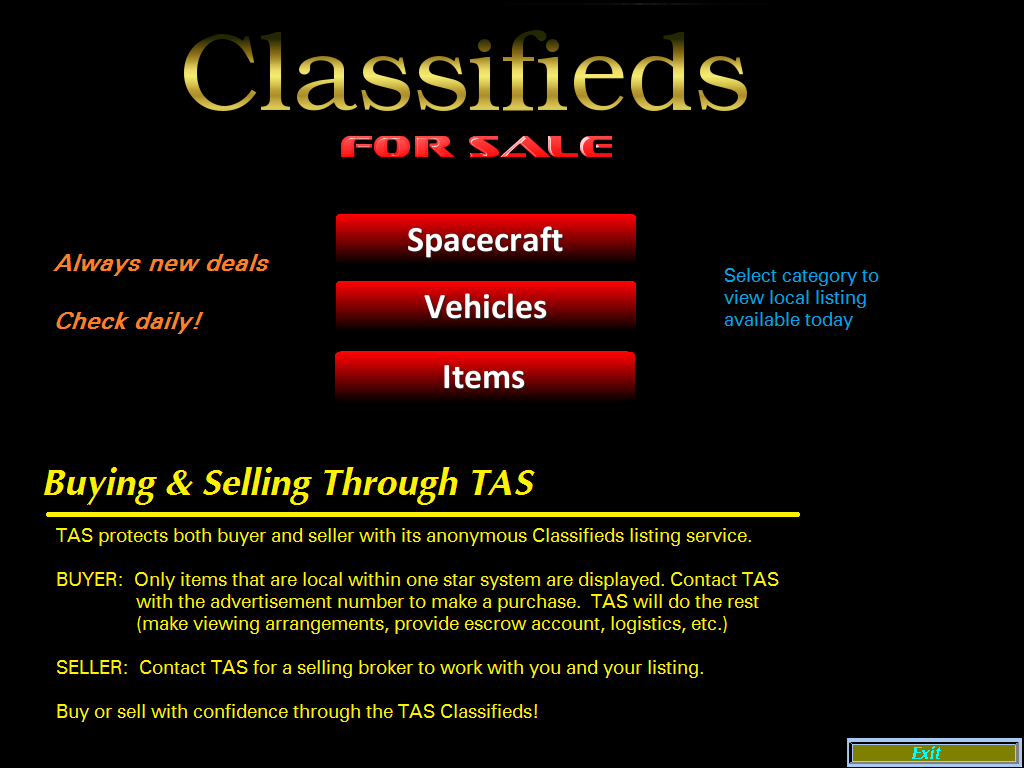 Classifieds
FOR SALE
Spacecraft
Always new deals
Vehicles
Check daily!
Select category to
view local listing
available today
Items
Buying & Selling Through TAS
TAS protects both buyer and seller with its anonymous Classifieds listing service.
BUYER: Only items that are local within one star system are displayed. Contact TAS
with the advertisement number to make a purchase. TAS will do the rest
(make viewing arrangements, provide escrow account, logistics, etc.)
SELLER: Contact TAS for a selling broker to work with you and your listing.
Buy or sell with confidence through the TAS Classifieds!
Exit